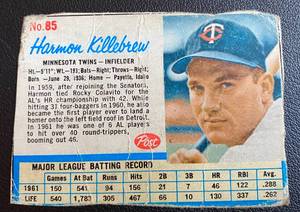 No. 85
Harmon Killebrew
MINNESOTA TWINS — INFIELDER
Ht.—5'11"; Wt.—193; Bats—Right; Throws—Right;
Born—June 29, 1936; Home—Payette, Idaho
In 1959, after rejoining the Senators,
Harmon tied Rocky Colavito for the
AL's HR championship with 42. While
hitting 31 four-baggers in 1960, he also
became the first player ever to land a
shot onto the left field roof in Detroit.
In 1961 he was one of 6 AL players
to hit over 40 round-trippers,
booming out 46.
Post
MAJOR LEAGUE BATTING RECORD
Games At Bat Runs Hits 2B 3B HR RBI Avg.
1961 150 541 94 156 20 7 46 122 .288
LIFE 540 1,783 305 467 62 10 130 337 .262